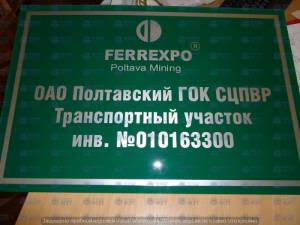 FERREXPO®
Poltava Mining
ОАО Полтавский ГОК СЦПВР
Транспортный участок
инв. №010163300